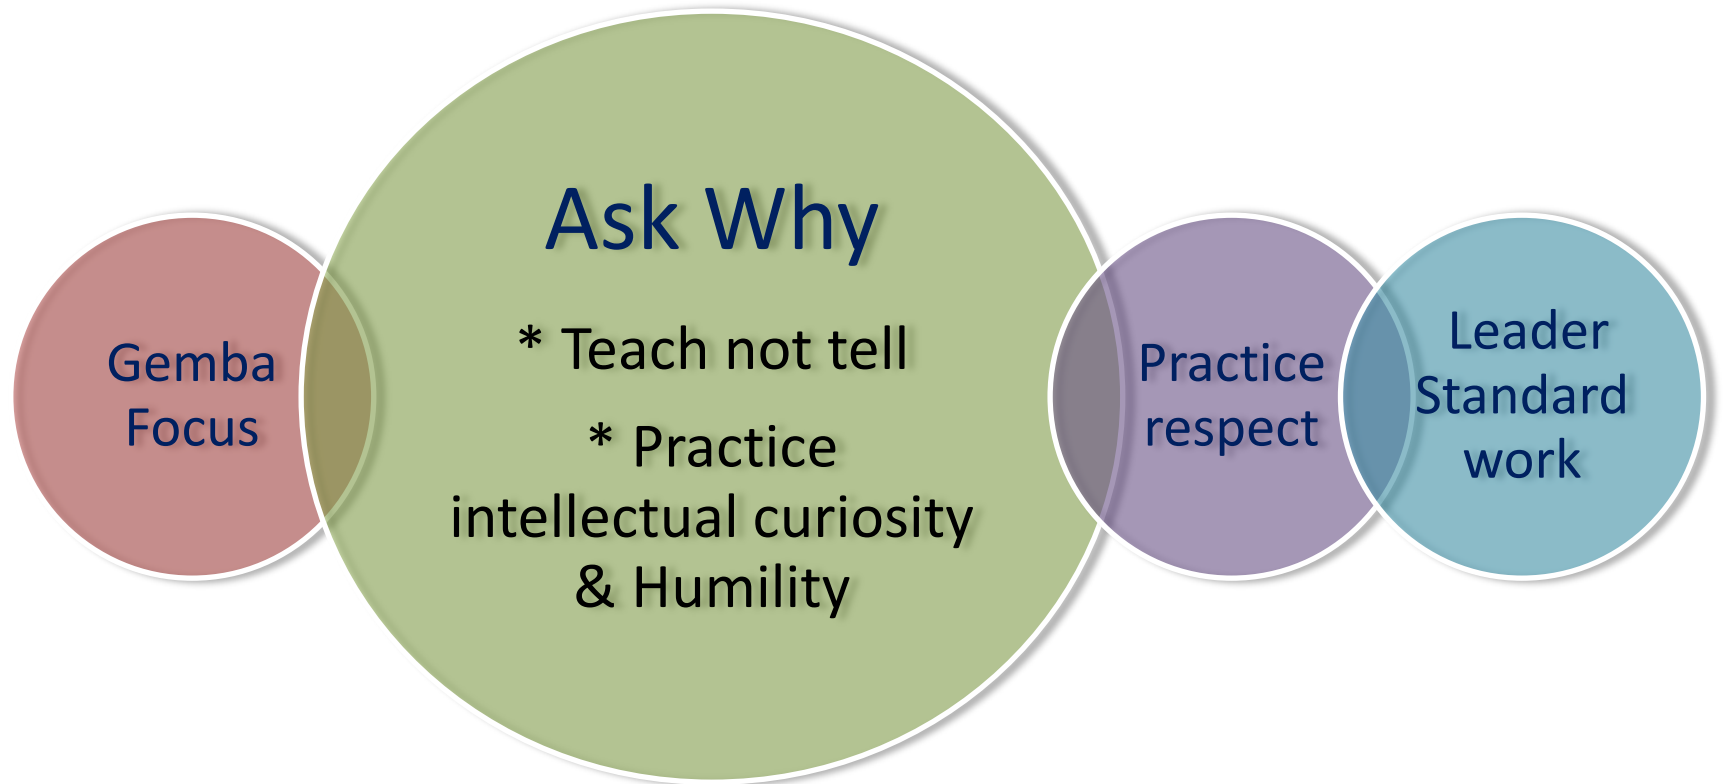 Gemba
Focus
Ask Why
* Teach not tell
* Practice
intellectual curiosity
& Humility
Practice
respect
Leader
Standard
work